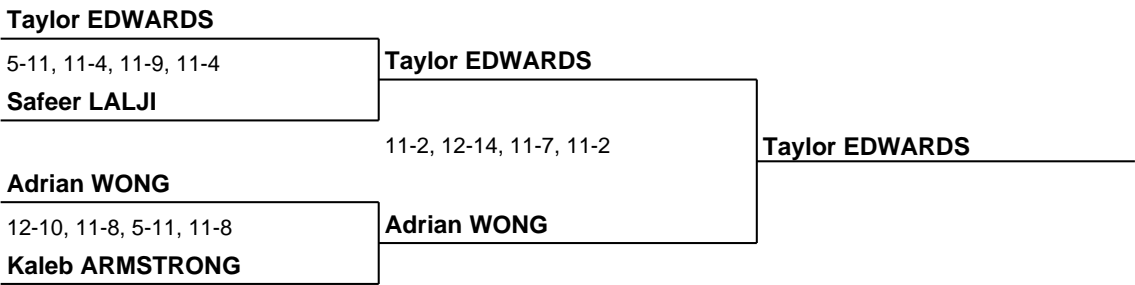 Taylor EDWARDS
5-11, 11-4, 11-9, 11-4
Taylor EDWARDS
Safeer LALJI
11-2, 12-14, 11-7, 11-2
Taylor EDWARDS
Adrian WONG
12-10, 11-8, 5-11, 11-8
Adrian WONG
Kaleb ARMSTRONG